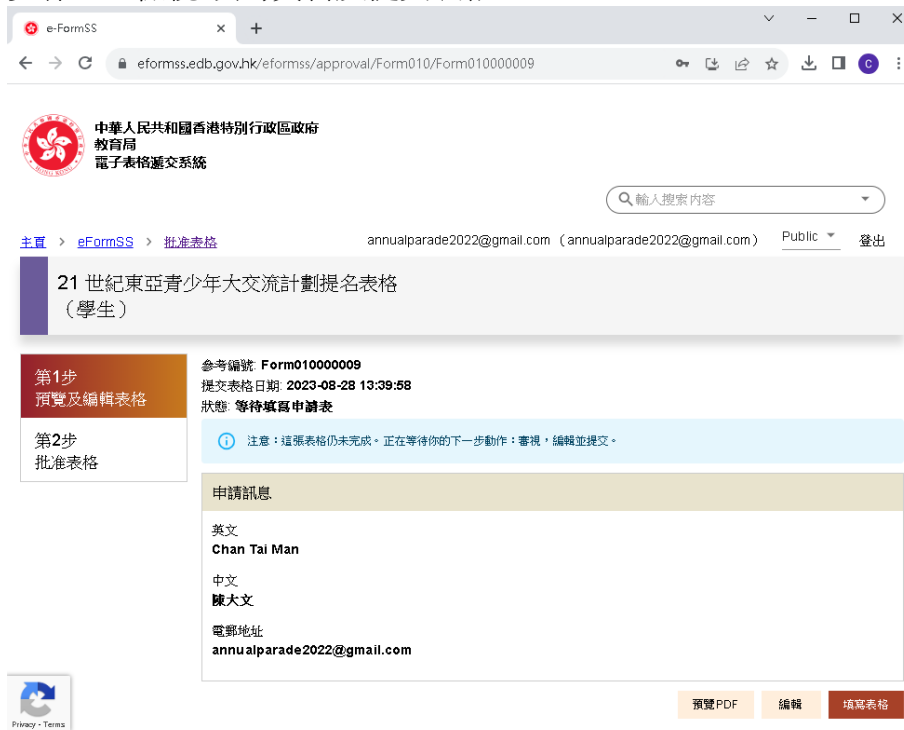 e-FormSS
eformss.edb.gov.hk/eformss/approval/Form010/Form010000009
C
中華人民共和國香港特別行政區政府
教育局
電子表格遞交系統
輸入搜索内容
主頁 > eFormSS > 批准表格
annualparade2022@gmail.com (annualparade2022@gmail.com)
Public
登出
21 世紀東亞青少年大交流計劃提名表格
（學生）
第1步
預覽及編輯表格
第2步
批准表格
參考編號: Form010000009
提交表格日期: 2023-08-28 13:39:58
狀態: 等待填寫申請表
注意：這張表格仍未完成。正在等待你的下一步動作：審視，編輯並提交。
申請訊息
英文
Chan Tai Man
中文
陳大文
電郵地址
annualparade2022@gmail.com
預覽PDF
編輯
填寫表格
Privacy - Terms